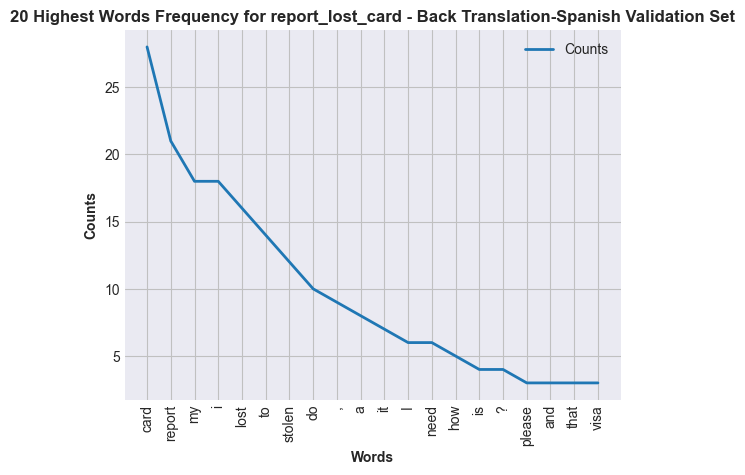 20 Highest Words Frequency for report_lost_card - Back Translation-Spanish Validation Set
Counts
25
20
15
10
5
Counts
card
report
my
i
lost
to
stolen
do
,
a
it
I
need
how
is
?
please
and
that
visa
Words